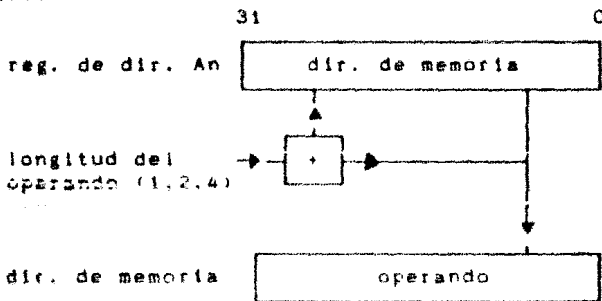 31 0
reg. de dir. An dir. de memoria
longitud del +
operando (1,2,4)
dir. de memoria operando